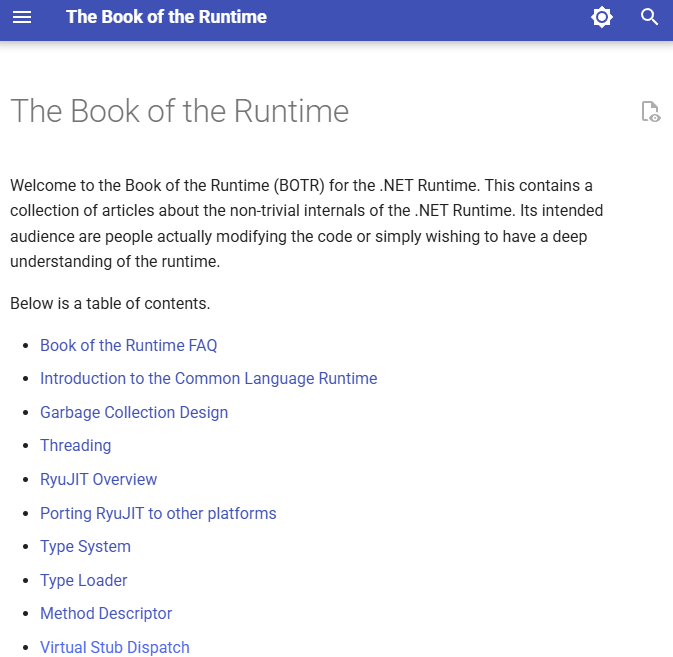 The Book of the Runtime
The Book of the Runtime
Welcome to the Book of the Runtime (BOTR) for the .NET Runtime. This contains a
collection of articles about the non-trivial internals of the .NET Runtime. Its intended
audience are people actually modifying the code or simply wishing to have a deep
understanding of the runtime.
Below is a table of contents.
Book of the Runtime FAQ
Introduction to the Common Language Runtime
Garbage Collection Design
Threading
RyuJIT Overview
Porting RyuJIT to other platforms
Type System
Type Loader
Method Descriptor
Virtual Stub Dispatch